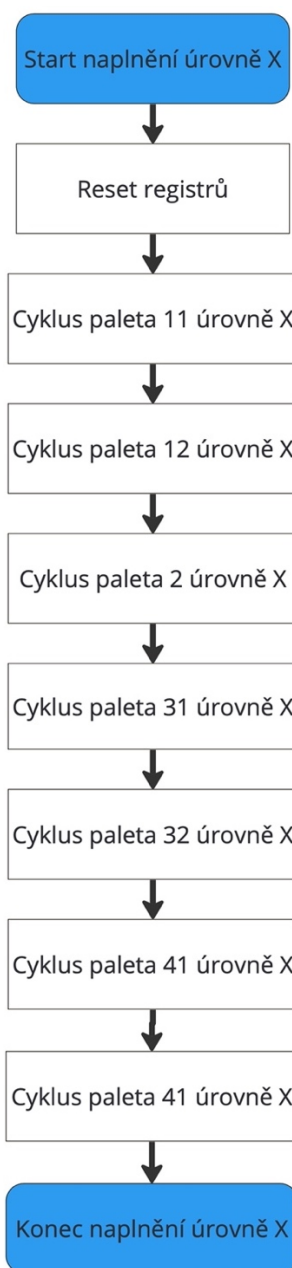 Start naplnění úrovně X
Reset registrů
Cyklus paleta 11 úrovně X
Cyklus paleta 12 úrovně X
Cyklus paleta 2 úrovně X
Cyklus paleta 31 úrovně X
Cyklus paleta 32 úrovně X
Cyklus paleta 41 úrovně X
Cyklus paleta 41 úrovně X
Konec naplnění úrovně X